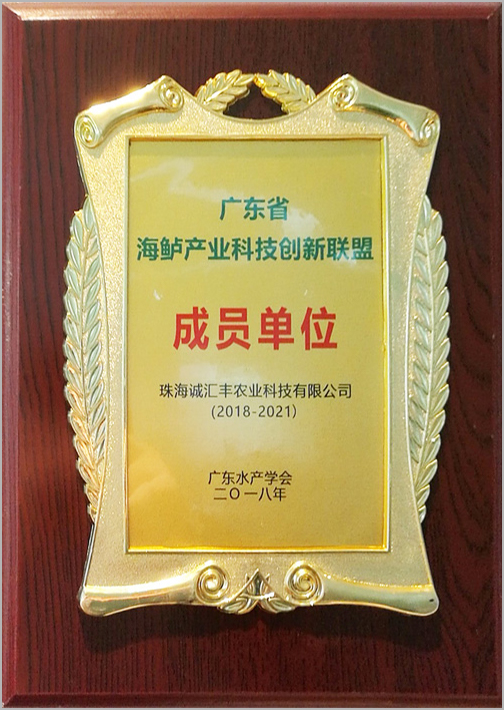 广东省
海鲈产业科技创新联盟
成员单位
珠海诚汇丰农业科技有限公司
(2018-2021)
广东水产学会
二〇一八年